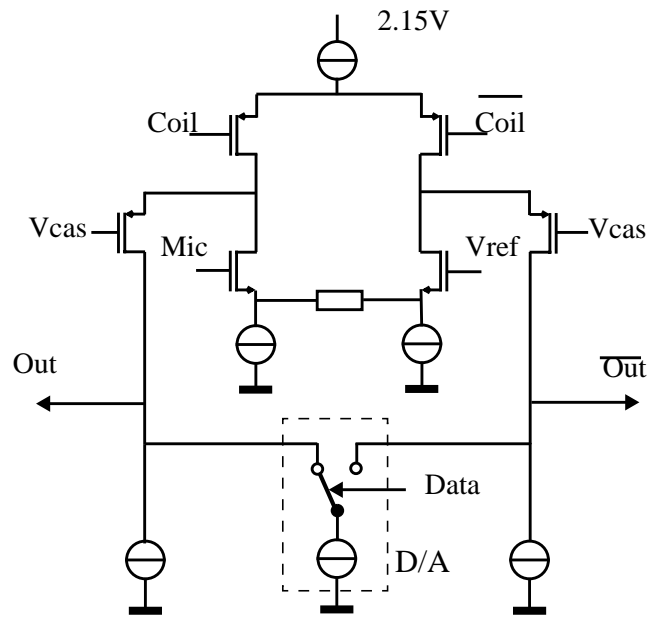 2.15V
Coil
Coil
Vcas
Mic
Vref
Vcas
Out
Out
Data
D/A